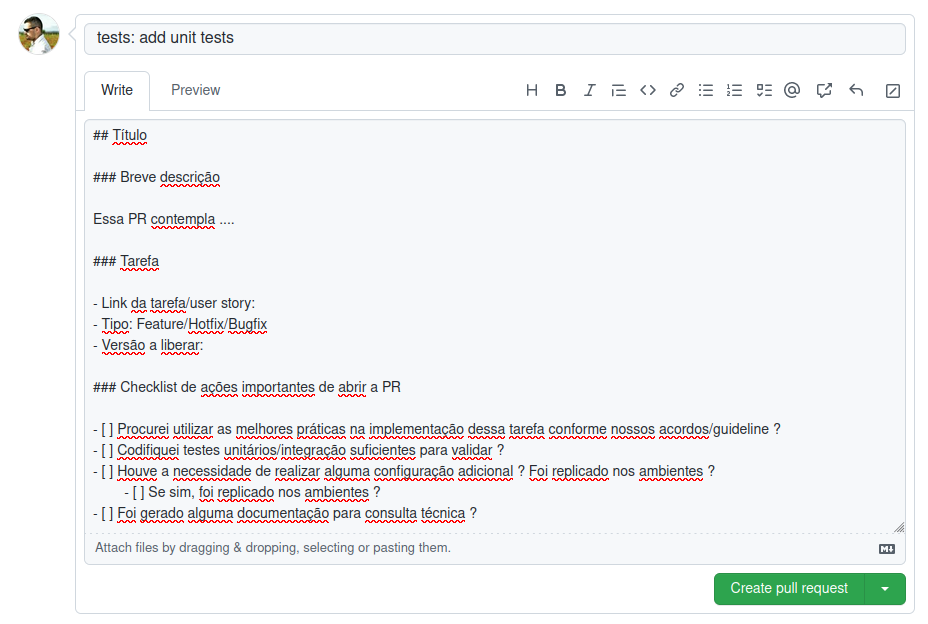 tests: add unit tests
Write Preview
## Título
### Breve descrição
Essa PR contempla ....
### Tarefa
- Link da tarefa/user story:
- Tipo: Feature/Hotfix/Bugfix
- Versão a liberar:
### Checklist de ações importantes de abrir a PR
- [ ] Procurei utilizar as melhores práticas na implementação dessa tarefa conforme nossos acordos/guideline ?
- [ ] Codifiquei testes unitários/integração suficientes para validar ?
- [ ] Houve a necessidade de realizar alguma configuração adicional ? Foi replicado nos ambientes ?
- [ ] Se sim, foi replicado nos ambientes ?
- [ ] Foi gerado alguma documentação para consulta técnica ?
Attach files by dragging & dropping, selecting or pasting them.
Create pull request